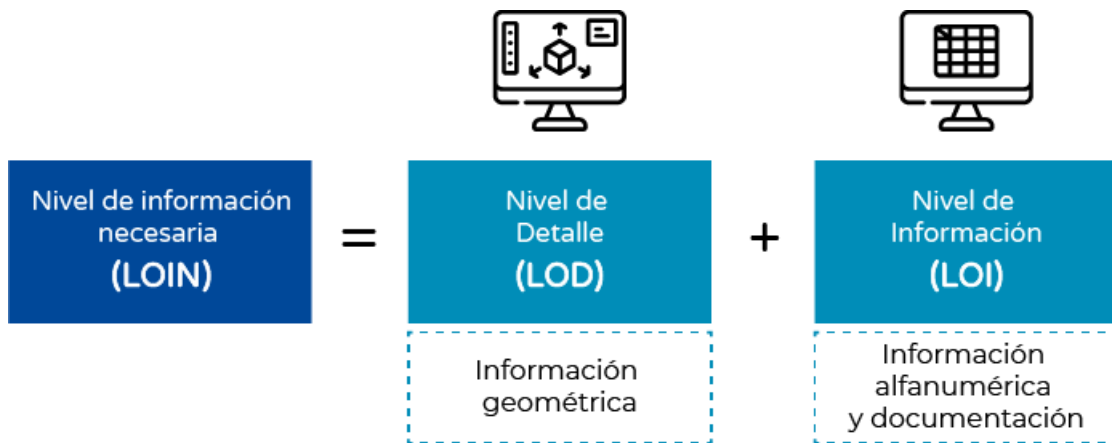 Nivel de información
necesaria
(LOIN)
=
Nivel de
Detalle
(LOD)
+
Nivel de
Información
(LOI)
Información
geométrica
Información
alfanumérica
y documentación